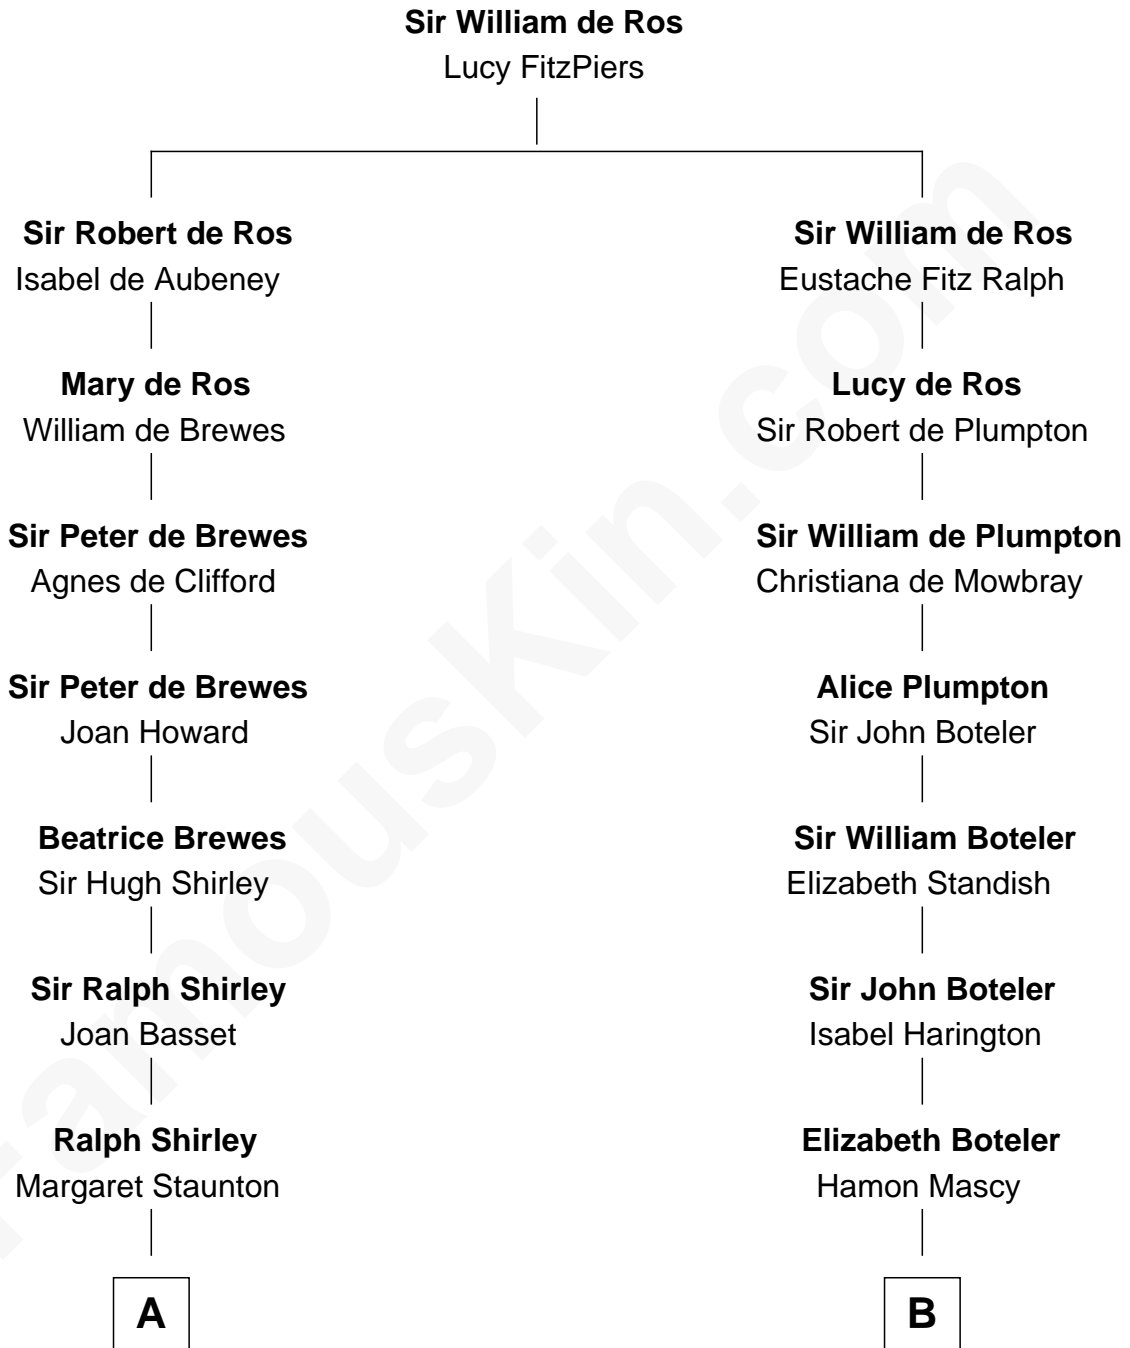 Sir William de Ros
Lucy FitzPiers
Sir Robert de Ros
Isabel de Aubeney
Mary de Ros
William de Brewes
Sir Peter de Brewes
Agnes de Clifford
Sir Peter de Brewes
Joan Howard
Beatrice Brewes
Sir Hugh Shirley
Sir Ralph Shirley
Joan Basset
Ralph Shirley
Margaret Staunton
A
Sir William de Ros
Eustache Fitz Ralph
Lucy de Ros
Sir Robert de Plumpton
Sir William de Plumpton
Christiana de Mowbray
Alice Plumpton
Sir John Boteler
Sir William Boteler
Elizabeth Standish
Sir John Boteler
Isabel Harington
Elizabeth Boteler
Hamon Mascy
B
FamousKin.com